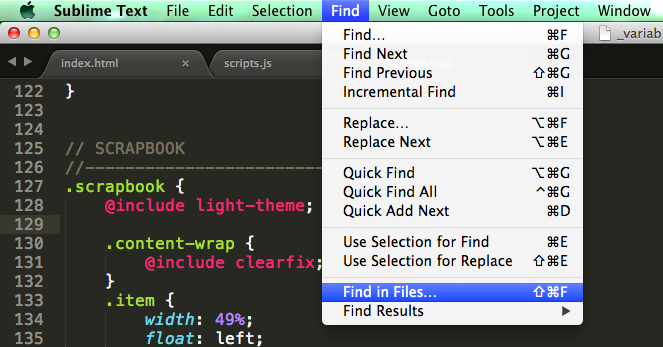 Sublime Text File Edit Selection Find View Goto Tools Project Window
_variab
index.html × scripts.js
Find... ⌘F
Find Next ⌘G
Find Previous ⇧⌘G
Incremental Find ⌘I
Replace... ⌥⌘F
Replace Next ⌥⌘E
Quick Find ⌥⌘G
Quick Find All ^⌘G
Quick Add Next ⌘D
Use Selection for Find ⌘E
Use Selection for Replace ⇧⌘E
Find in Files... ⇧⌘F
Find Results ▶
122 }
123
124
125 // SCRAPBOOK
126 //--------------------------
127 .scrapbook {
128 @include light-theme;
129
130 .content-wrap {
131 @include clearfix;
132 }
133 .item {
134 width: 49%;
135 float: left;